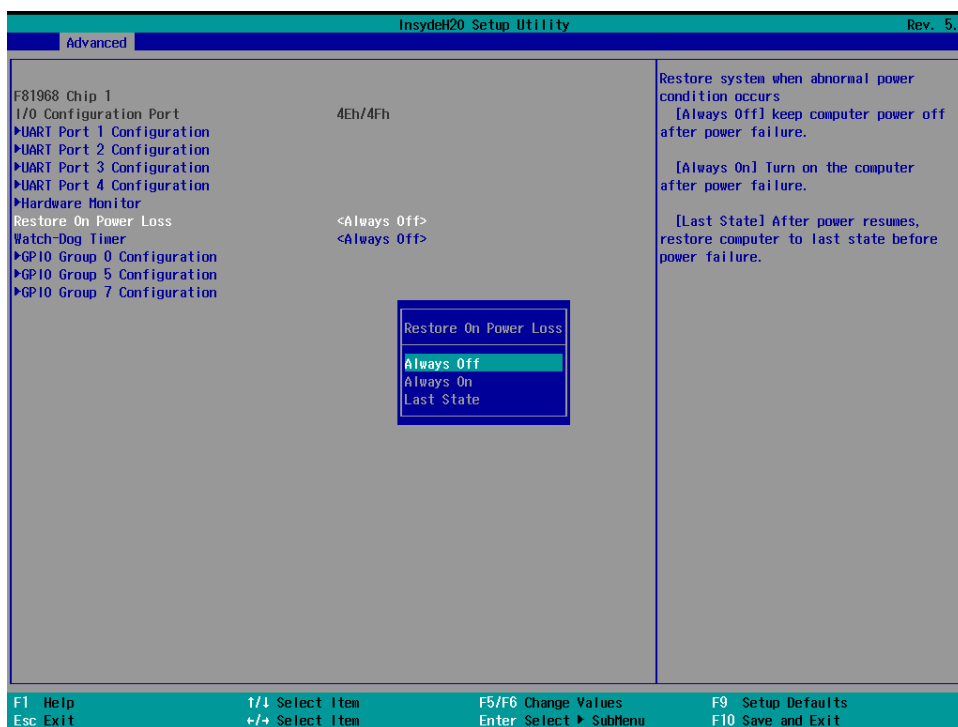 InsydeH20 Setup Utility Rev. 5.
Advanced
F81968 Chip 1
I/O Configuration Port 4Eh/4Fh
▶UART Port 1 Configuration
▶UART Port 2 Configuration
▶UART Port 3 Configuration
▶UART Port 4 Configuration
▶Hardware Monitor
Restore On Power Loss <Always Off>
Watch-Dog Timer <Always Off>
▶GPIO Group 0 Configuration
▶GPIO Group 5 Configuration
▶GPIO Group 7 Configuration
Restore On Power Loss
Always Off
Always On
Last State
Restore system when abnormal power
condition occurs
[Always Off] keep computer power off
after power failure.
[Always On] Turn on the computer
after power failure.
[Last State] After power resumes,
restore computer to last state before
power failure.
F1 Help ↑/↓ Select Item F5/F6 Change Values F9 Setup Defaults
Esc Exit ←/→ Select Item Enter Select ▶ SubMenu F10 Save and Exit